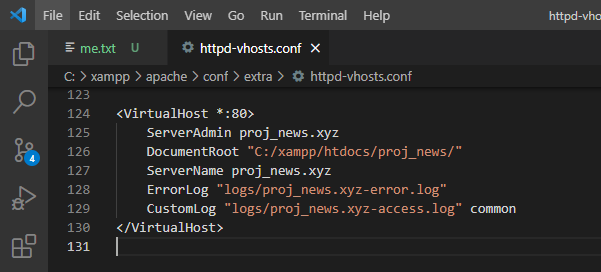 File Edit Selection View Go Run Terminal Help httpd-vho
me.txt U httpd-vhosts.conf
C: > xampp > apache > conf > extra > httpd-vhosts.conf
123
124 <VirtualHost *:80>
125 ServerAdmin proj_news.xyz
126 DocumentRoot "C:/xampp/htdocs/proj_news/"
127 ServerName proj_news.xyz
128 ErrorLog "logs/proj_news.xyz-error.log"
129 CustomLog "logs/proj_news.xyz-access.log" common
130 </VirtualHost>
131
4